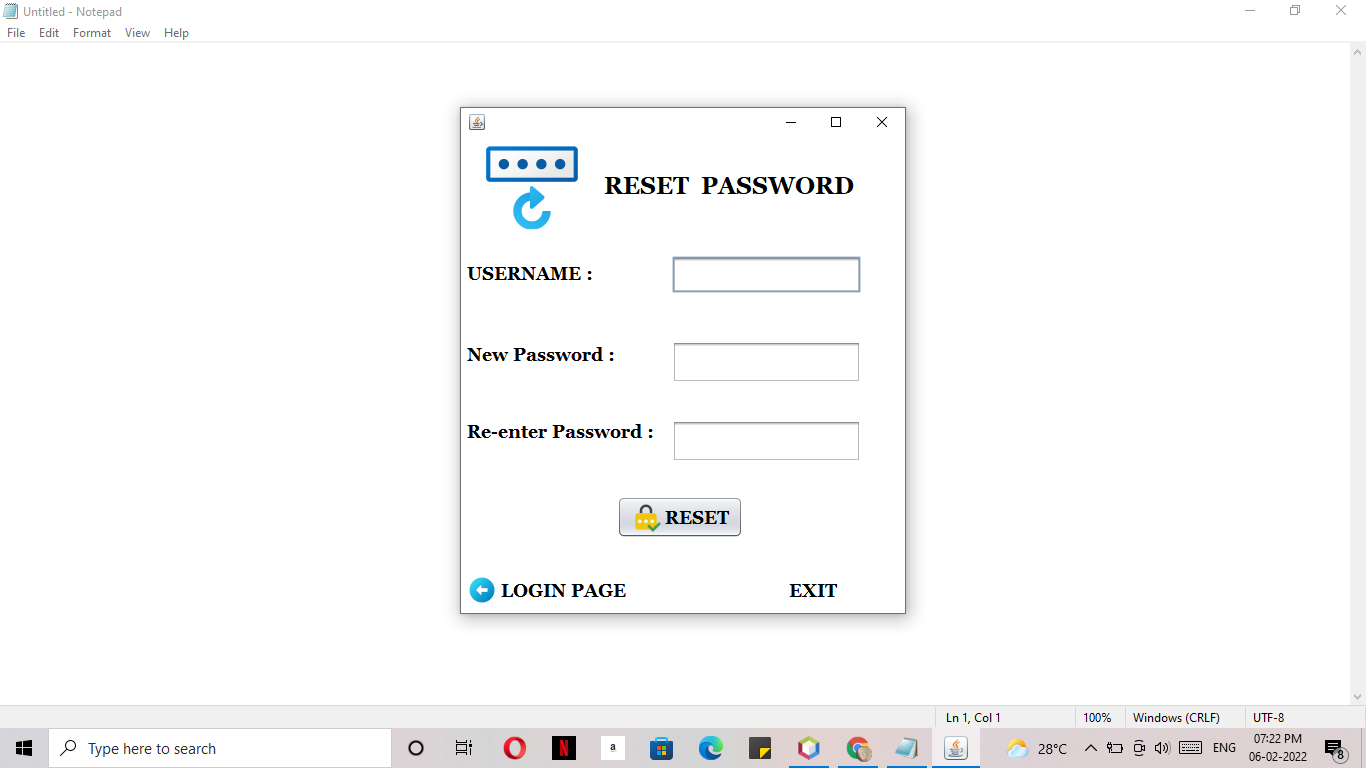 Untitled - Notepad
File Edit Format View Help
RESET PASSWORD
USERNAME :
New Password :
Re-enter Password :
RESET
LOGIN PAGE EXIT
Ln 1, Col 1 100% Windows (CRLF) UTF-8
Type here to search N a 28°C ENG 07:22 PM
06-02-2022 8